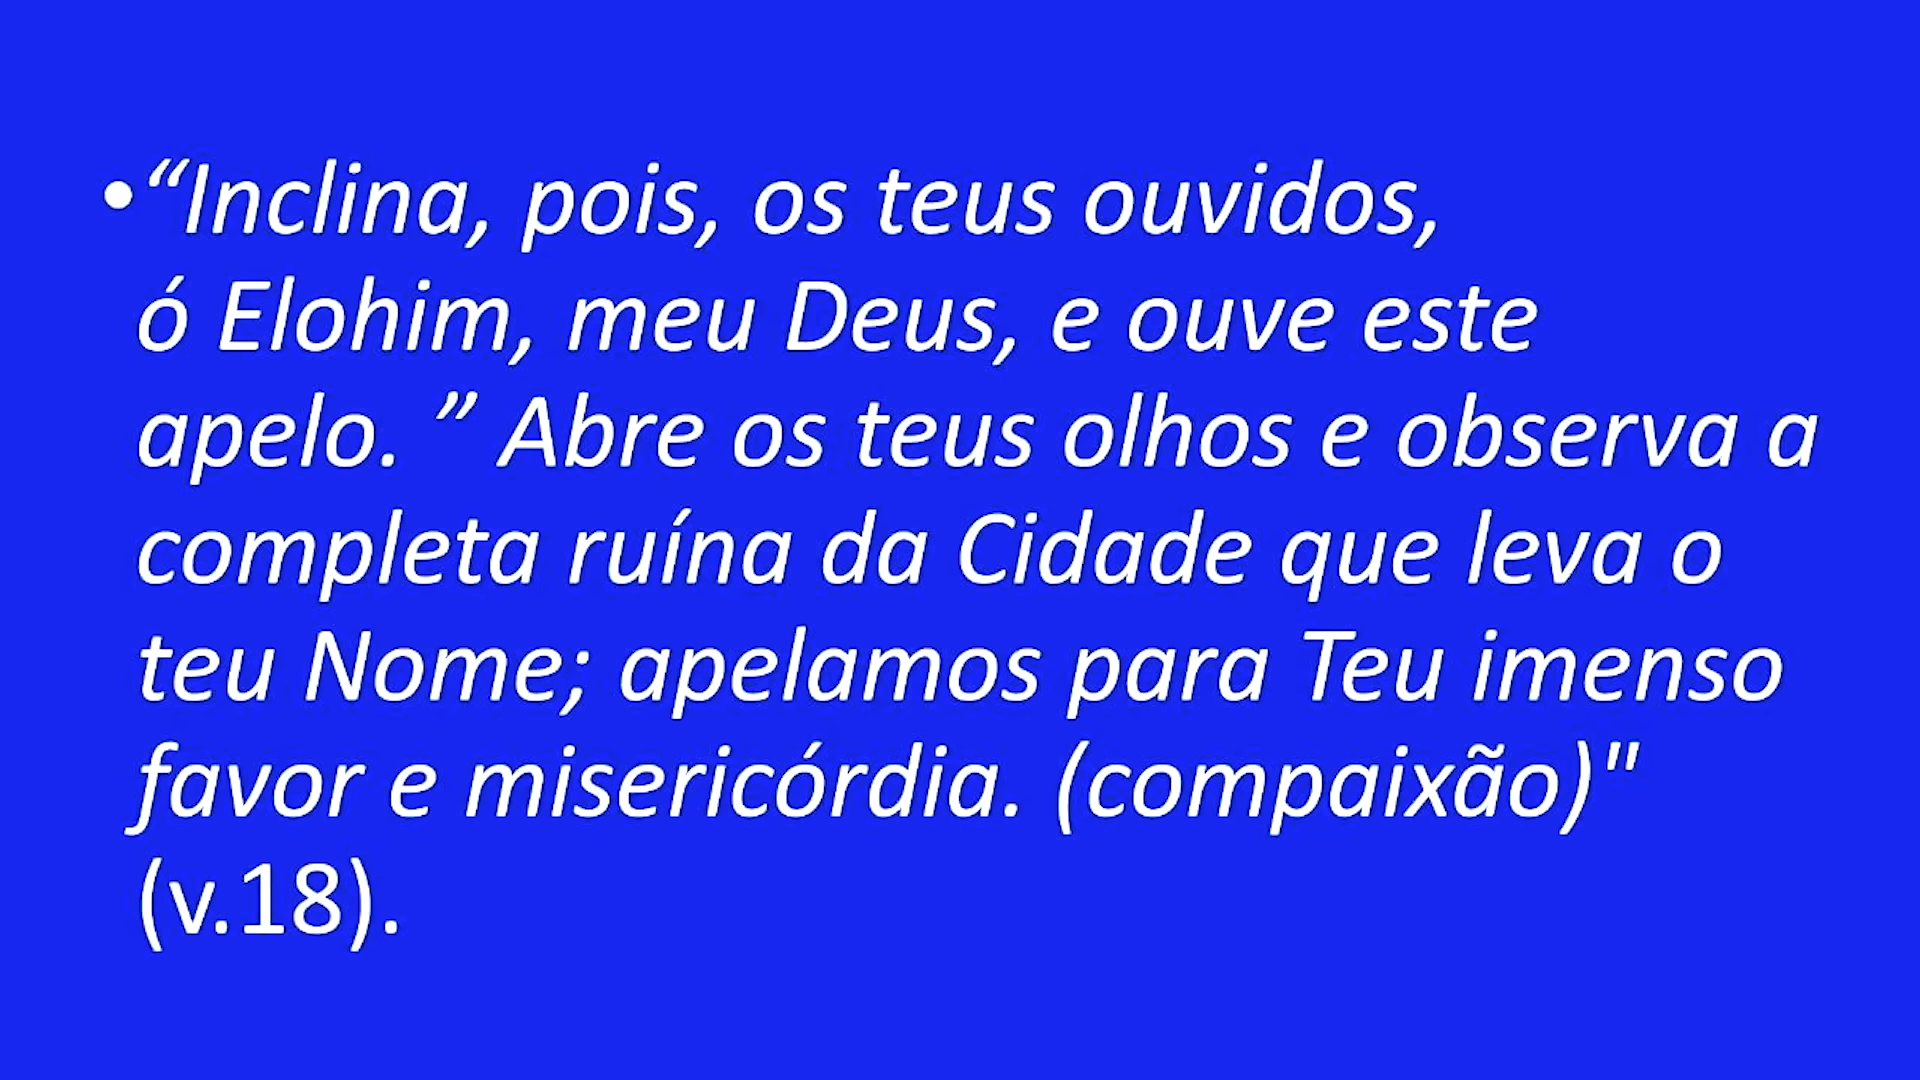 •“Inclina, pois, os teus ouvidos,
ó Elohim, meu Deus, e ouve este
apelo. ” Abre os teus olhos e observa a
completa ruína da Cidade que leva o
teu Nome; apelamos para Teu imenso
favor e misericórdia. (compaixão)"
(v.18).